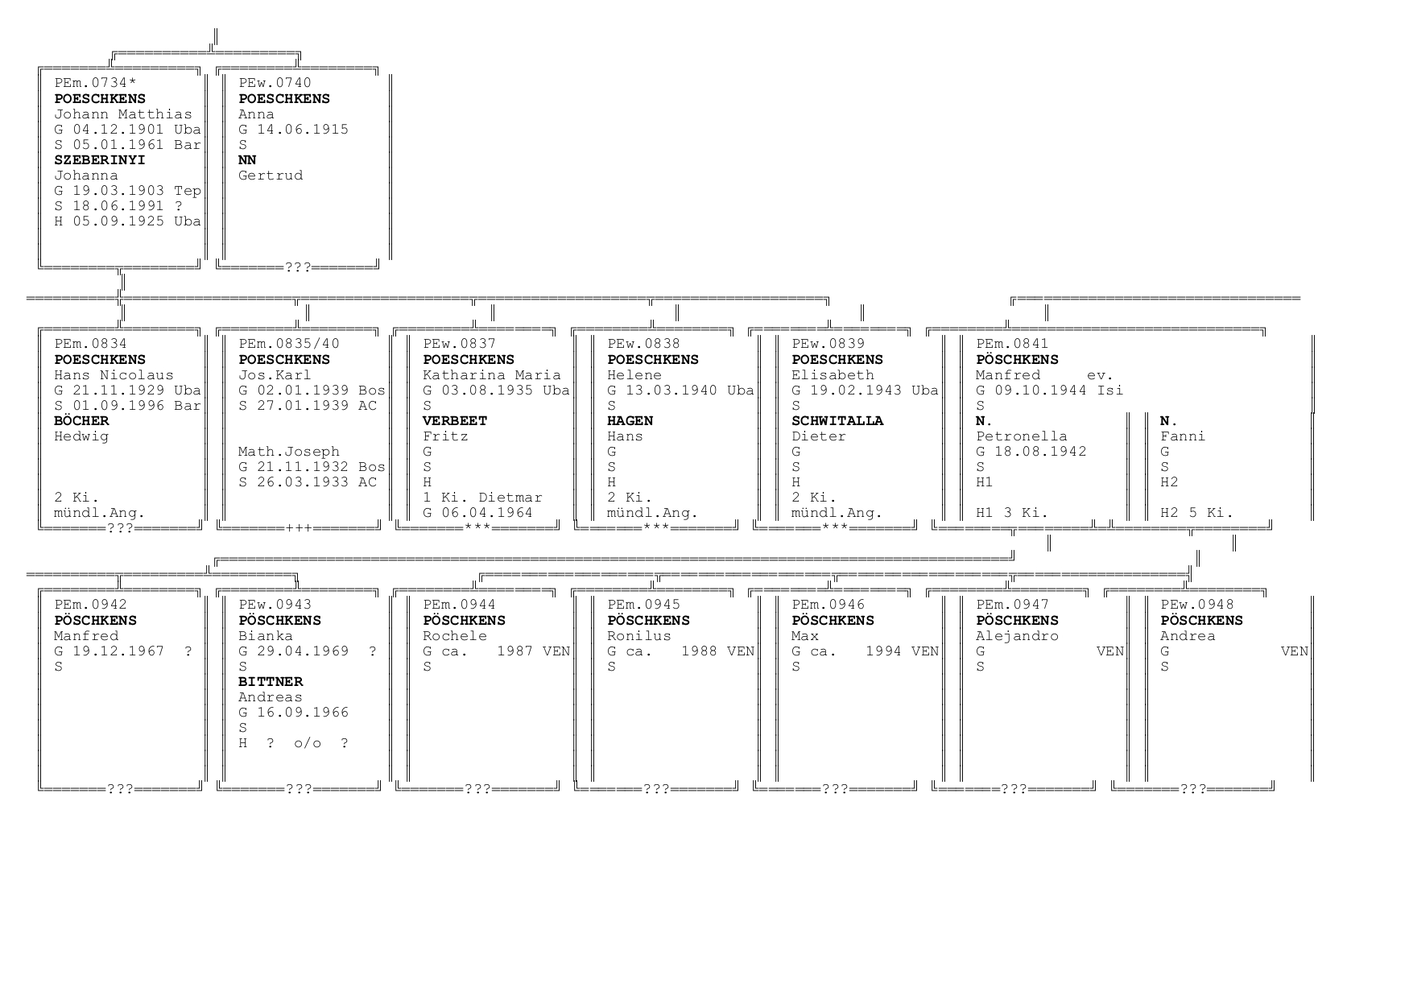 PEm.0734*
POESCHKENS
Johann Matthias
G 04.12.1901 Uba
S 05.01.1961 Bar
SZEBERINYI
Johanna
G 19.03.1903 Tep
S 18.06.1991 ?
H 05.09.1925 Uba
PEw.0740
POESCHKENS
Anna
G 14.06.1915
S
NN
Gertrud
???
PEm.0834
POESCHKENS
Hans Nicolaus
G 21.11.1929 Uba
S 01.09.1996 Bar
BÖCHER
Hedwig
2 Ki.
mündl.Ang.
???
PEm.0835/40
POESCHKENS
Jos.Karl
G 02.01.1939 Bos
S 27.01.1939 AC
Math.Joseph
G 21.11.1932 Bos
S 26.03.1933 AC
+++
PEw.0837
POESCHKENS
Katharina Maria
G 03.08.1935 Uba
S
VERBEET
Fritz
G
S
H
1 Ki. Dietmar
G 06.04.1964
***
PEw.0838
POESCHKENS
Helene
G 13.03.1940 Uba
S
HAGEN
Hans
G
S
H
2 Ki.
mündl.Ang.
***
PEw.0839
POESCHKENS
Elisabeth
G 19.02.1943 Uba
S
SCHWITALLA
Dieter
G
S
H
2 Ki.
mündl.Ang.
***
PEm.0841
PÖSCHKENS
Manfred ev.
G 09.10.1944 Isi
S
N.
Petronella
G 18.08.1942
S
H1
H1 3 Ki.
N.
Fanni
G
S
H2
H2 5 Ki.
PEm.0942
PÖSCHKENS
Manfred
G 19.12.1967 ?
S
???
PEw.0943
PÖSCHKENS
Bianka
G 29.04.1969 ?
S
BITTNER
Andreas
G 16.09.1966
S
H ? o/o ?
???
PEm.0944
PÖSCHKENS
Rochele
G ca. 1987 VEN
S
???
PEm.0945
PÖSCHKENS
Ronilus
G ca. 1988 VEN
S
???
PEm.0946
PÖSCHKENS
Max
G ca. 1994 VEN
S
???
PEm.0947
PÖSCHKENS
Alejandro
G VEN
S
???
PEw.0948
PÖSCHKENS
Andrea
G VEN
S
???